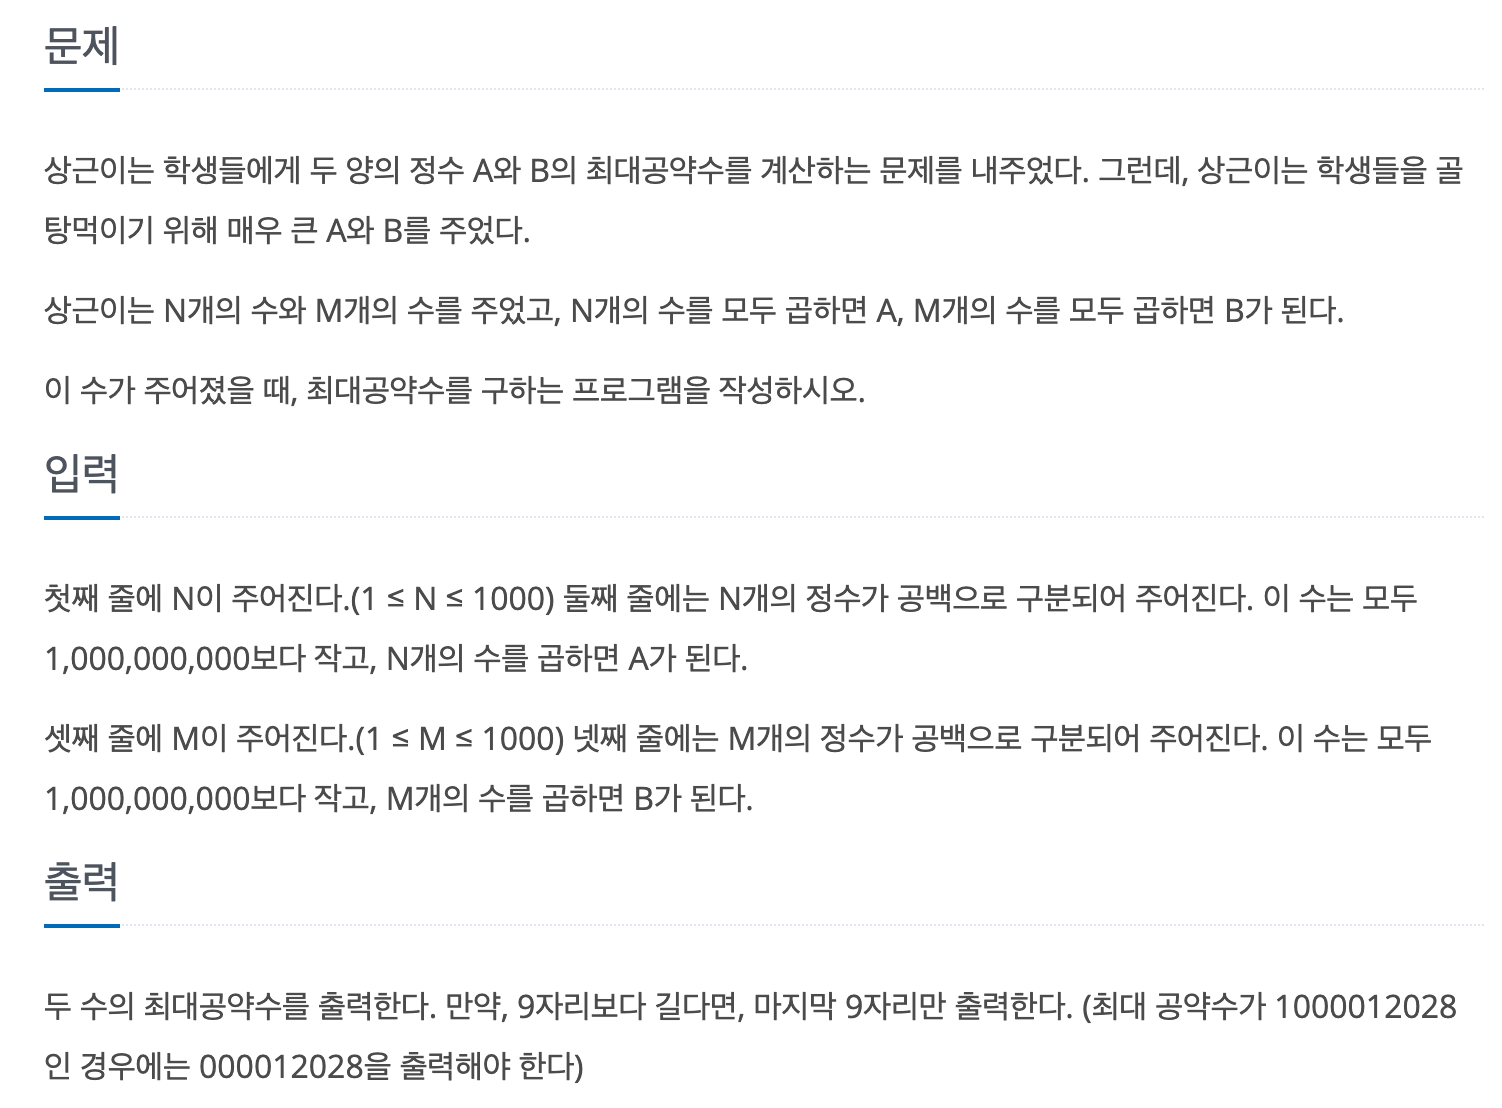 문제
상근이는 학생들에게 두 양의 정수 A와 B의 최대공약수를 계산하는 문제를 내주었다. 그런데, 상근이는 학생들을 골
탕먹이기 위해 매우 큰 A와 B를 주었다.
상근이는 N개의 수와 M개의 수를 주었고, N개의 수를 모두 곱하면 A, M개의 수를 모두 곱하면 B가 된다.
이 수가 주어졌을 때, 최대공약수를 구하는 프로그램을 작성하시오.
입력
첫째 줄에 N이 주어진다.(1 ≤ N ≤ 1000) 둘째 줄에는 N개의 정수가 공백으로 구분되어 주어진다. 이 수는 모두
1,000,000,000보다 작고, N개의 수를 곱하면 A가 된다.
셋째 줄에 M이 주어진다.(1 ≤ M ≤ 1000) 넷째 줄에는 M개의 정수가 공백으로 구분되어 주어진다. 이 수는 모두
1,000,000,000보다 작고, M개의 수를 곱하면 B가 된다.
출력
두 수의 최대공약수를 출력한다. 만약, 9자리보다 길다면, 마지막 9자리만 출력한다. (최대 공약수가 1000012028
인 경우에는 000012028을 출력해야 한다)